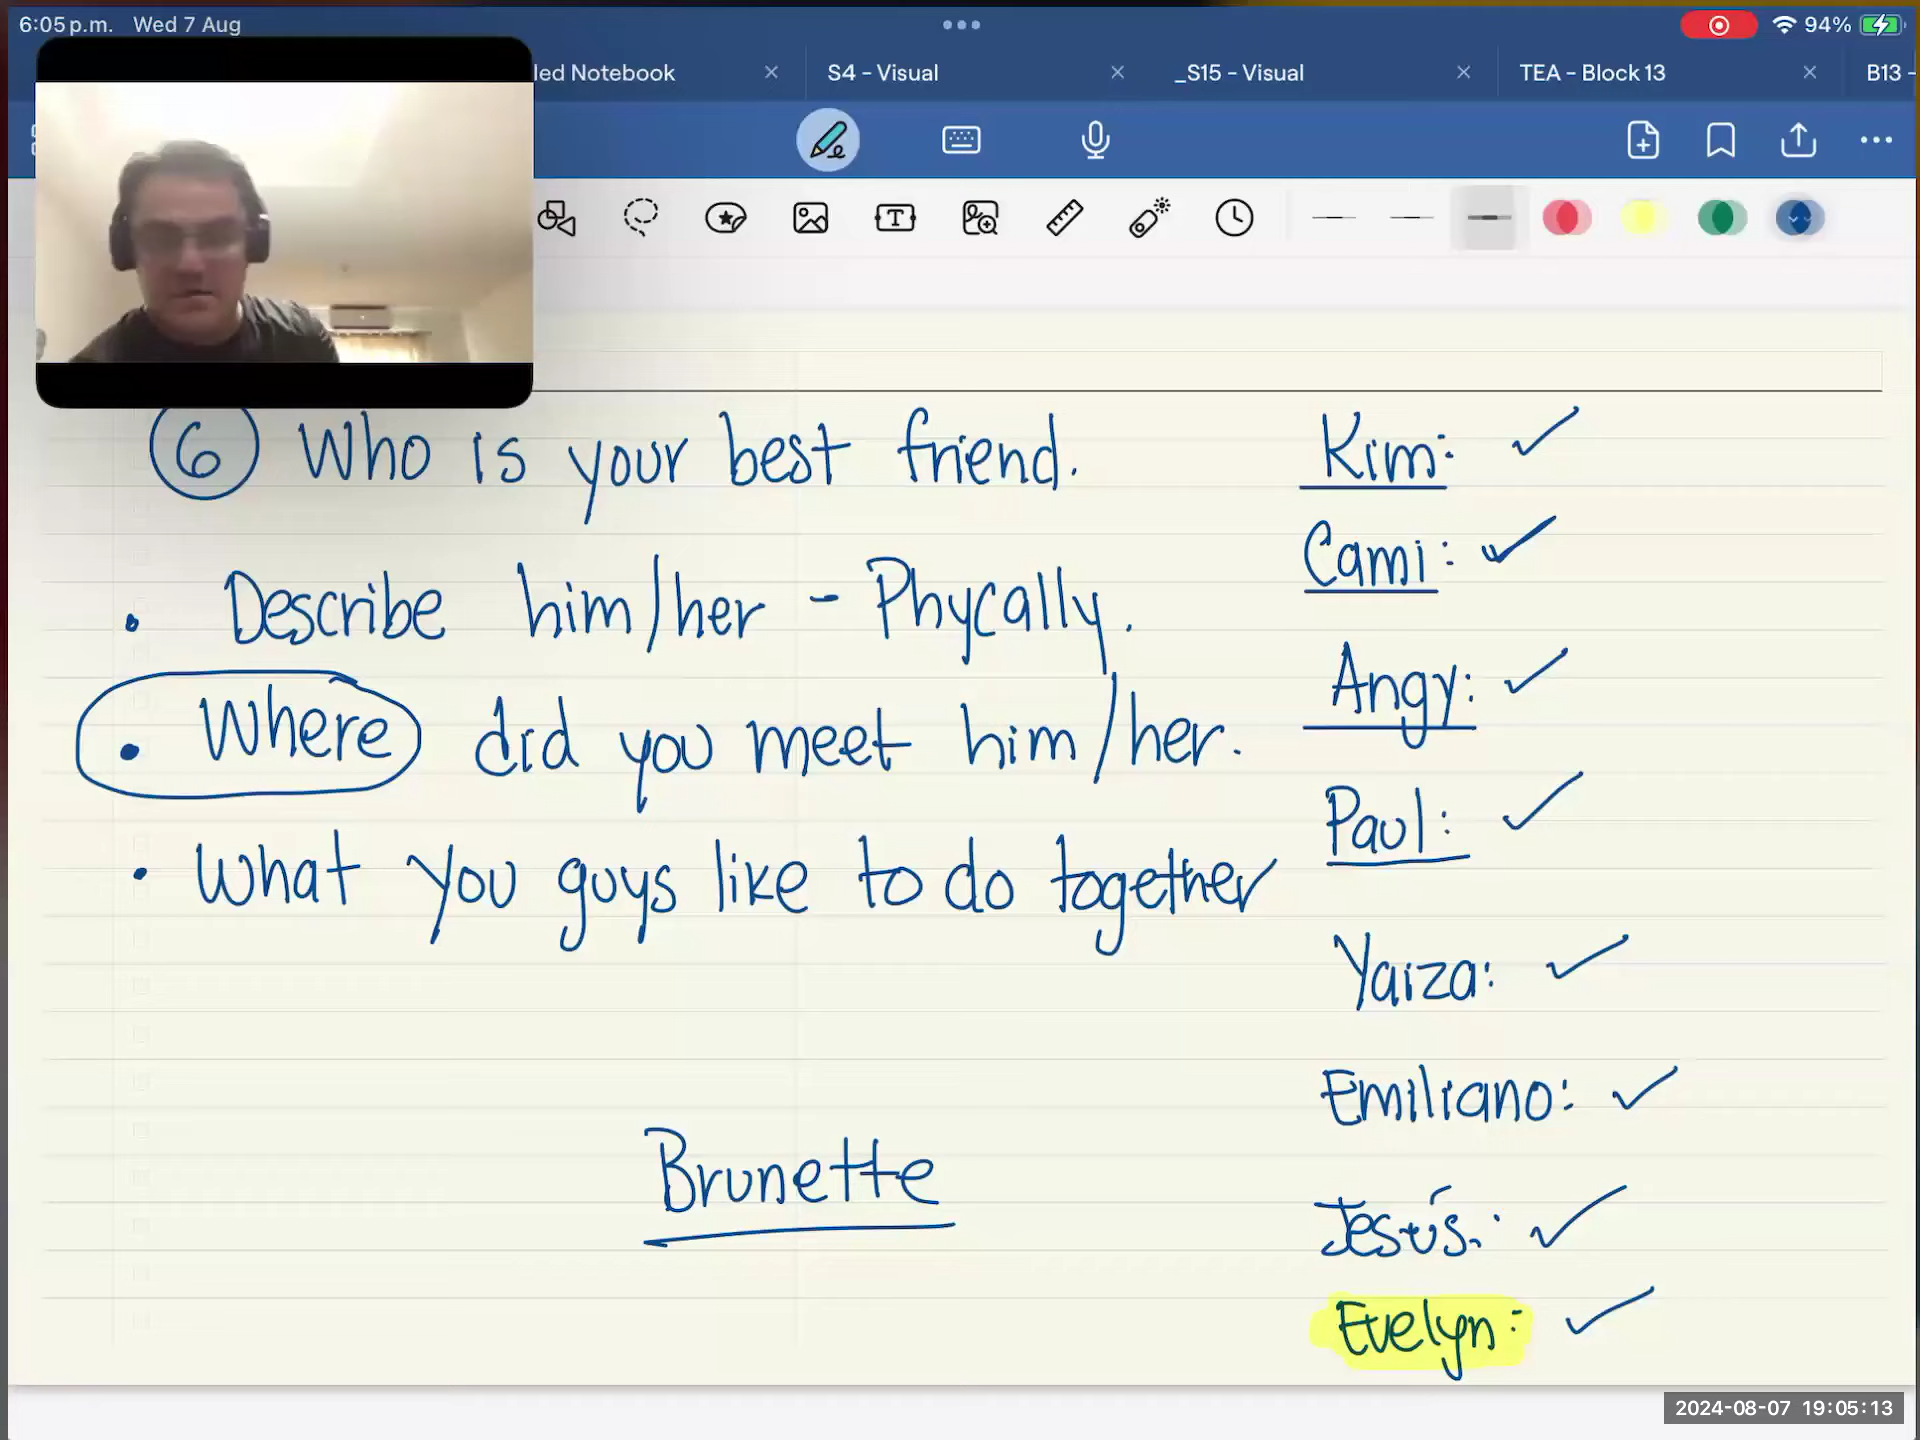 6:05 p.m. Wed 7 Aug
94%
led Notebook
S4 - Visual
_S15 - Visual
TEA - Block 13
B13 -
6 Who is your best friend.
• Describe him/her - Phycally.
• Where did you meet him/her.
• What you guys like to do together
Brunette
Kim: ✓
Cami: ✓
Angy: ✓
Paul: ✓
Yaiza: ✓
Emiliano: ✓
Jesús: ✓
Evelyn: ✓
2024-08-07 19:05:13